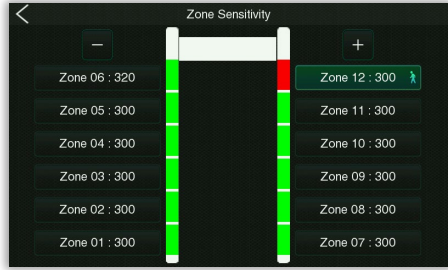 Zone Sensitivity
− +
Zone 06 : 320 Zone 12 : 300
Zone 05 : 300 Zone 11 : 300
Zone 04 : 300 Zone 10 : 300
Zone 03 : 300 Zone 09 : 300
Zone 02 : 300 Zone 08 : 300
Zone 01 : 300 Zone 07 : 300